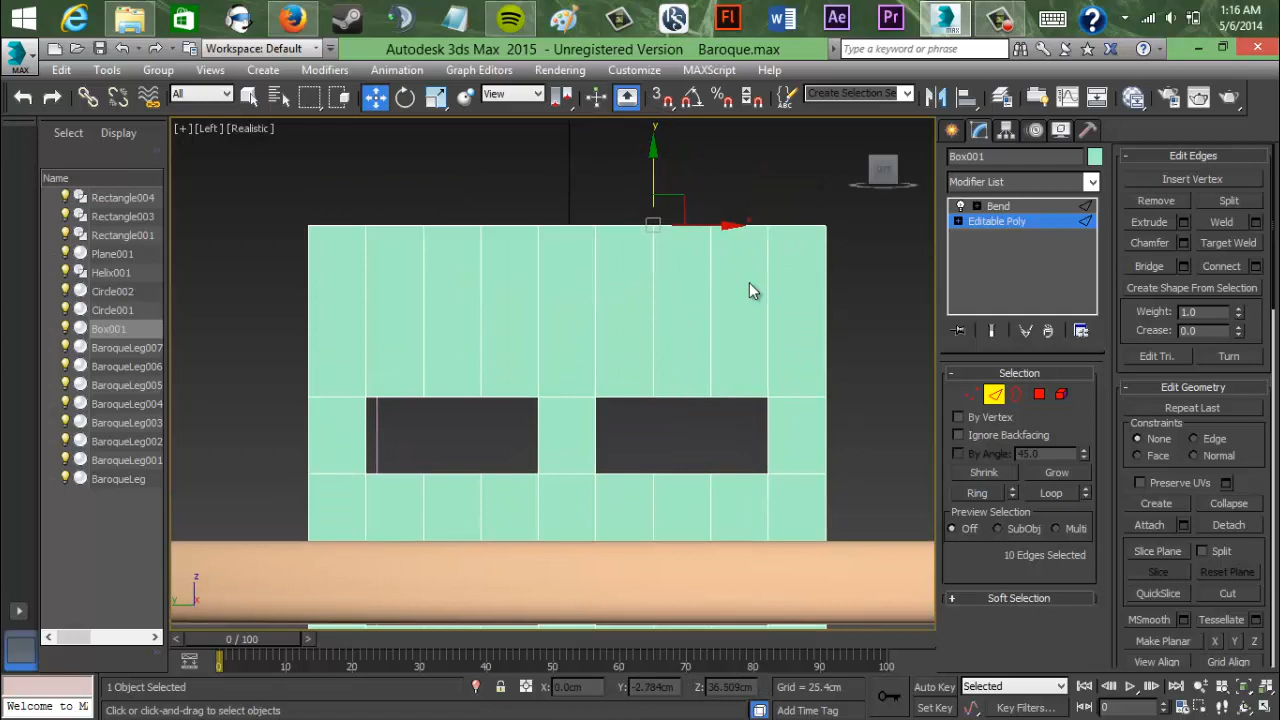 1:16 AM
5/6/2014
Workspace: Default
Autodesk 3ds Max 2015 - Unregistered Version Baroque.max
Type a keyword or phrase
MAX
Edit Tools Group Views Create Modifiers Animation Graph Editors Rendering Customize MAXScript Help
All View Create Selection Se
Select Display
Name
Rectangle004
Rectangle003
Rectangle001
Plane001
Helix001
Circle002
Circle001
Box001
BaroqueLeg007
BaroqueLeg006
BaroqueLeg005
BaroqueLeg004
BaroqueLeg003
BaroqueLeg002
BaroqueLeg001
BaroqueLeg
[+] [Left] [Realistic]
y
x
z
y x
Box001
Modifier List
Bend
Editable Poly
Selection
By Vertex
Ignore Backfacing
By Angle: 45.0
Shrink Grow
Ring Loop
Preview Selection
Off SubObj Multi
10 Edges Selected
Soft Selection
Edit Edges
Insert Vertex
Remove Split
Extrude Weld
Chamfer Target Weld
Bridge Connect
Create Shape From Selection
Weight: 1.0
Crease: 0.0
Edit Tri. Turn
Edit Geometry
Repeat Last
Constraints
None Edge
Face Normal
Preserve UVs
Create Collapse
Attach Detach
Slice Plane Split
Slice Reset Plane
QuickSlice Cut
MSmooth Tessellate
Make Planar X Y Z
View Align Grid Align
0 / 100
0 10 20 30 40 50 60 70 80 90 100
Welcome to M
1 Object Selected
X: 0.0cm Y: -2.784cm Z: 36.509cm Grid = 25.4cm
Click or click-and-drag to select objects
Add Time Tag
Auto Key Selected
Set Key Key Filters... 0